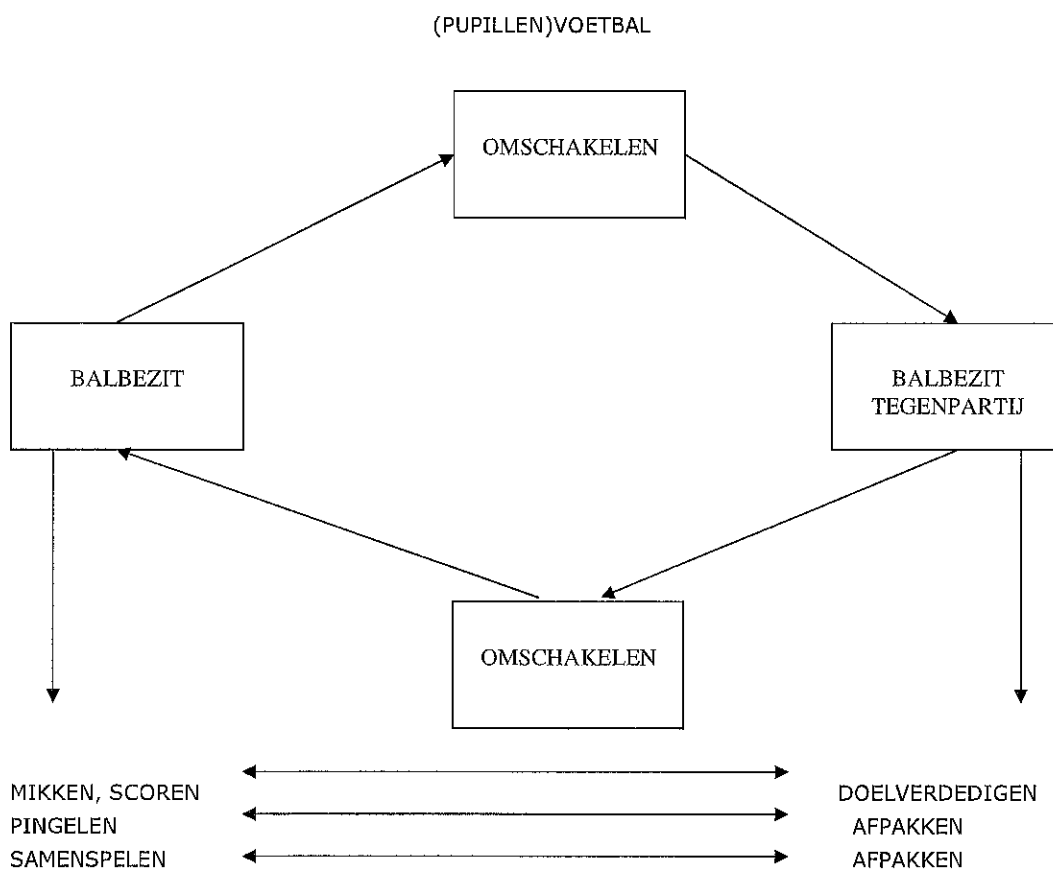 (PUPILLEN)VOETBAL
OMSCHAKELEN
BALBEZIT
BALBEZIT
TEGENPARTIJ
OMSCHAKELEN
MIKKEN, SCOREN
DOELVERDEDIGEN
PINGELEN
AFPAKKEN
SAMENSPELEN
AFPAKKEN